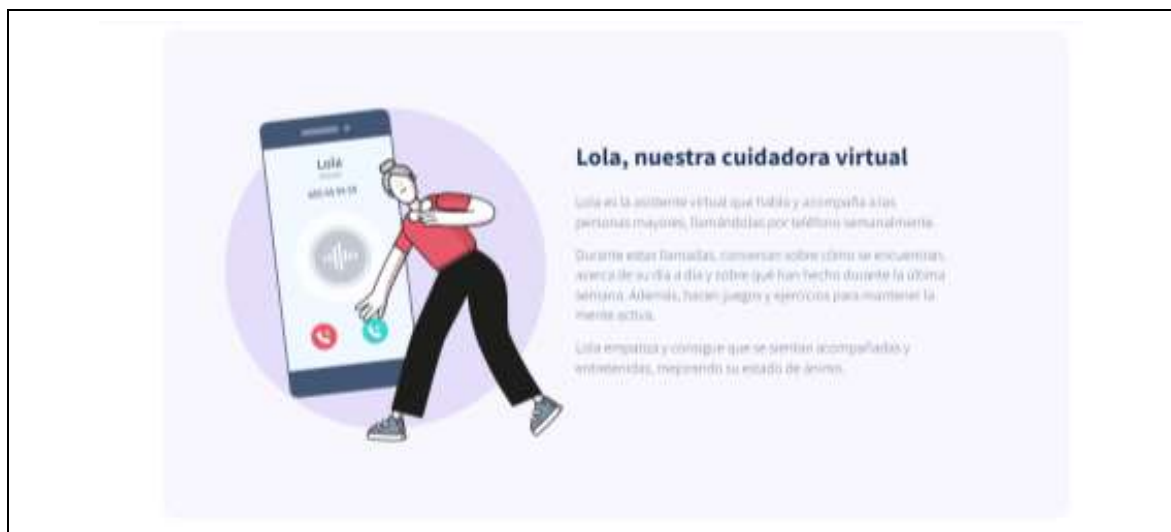 Lola
Lola, nuestra cuidadora virtual
Lola es la asistente virtual que habla y acompaña a las
personas mayores, llamándolas por teléfono semanalmente.
Durante estas llamadas, conversan sobre cómo se encuentran,
acerca de su día a día y sobre qué han hecho durante la última
semana. Además, hacen juegos y ejercicios para mantener la
mente activa.
Lola empatiza y consigue que se sientan acompañadas y
entretenidas, mejorando su estado de ánimo.